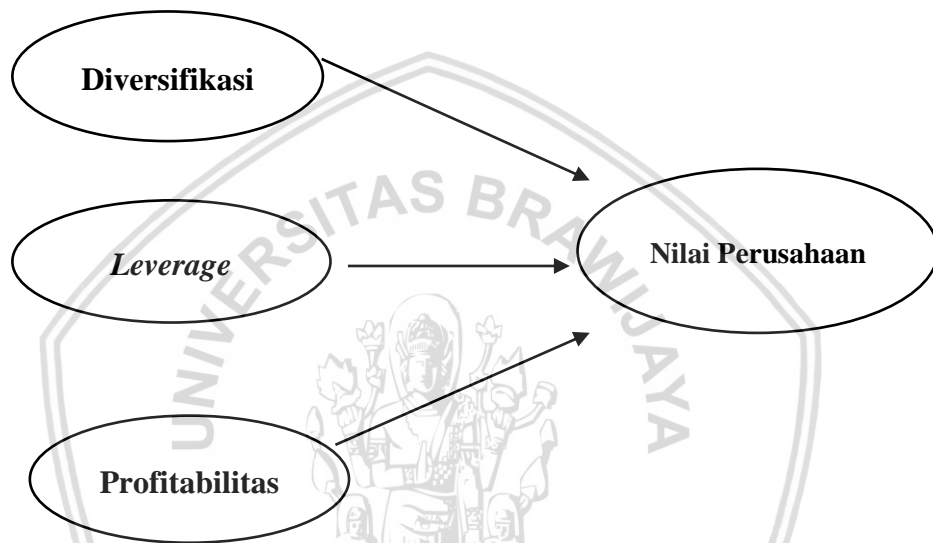 Diversifikasi
UNIVERSITAS BRAWIJAYA
Leverage
Nilai Perusahaan
Profitabilitas